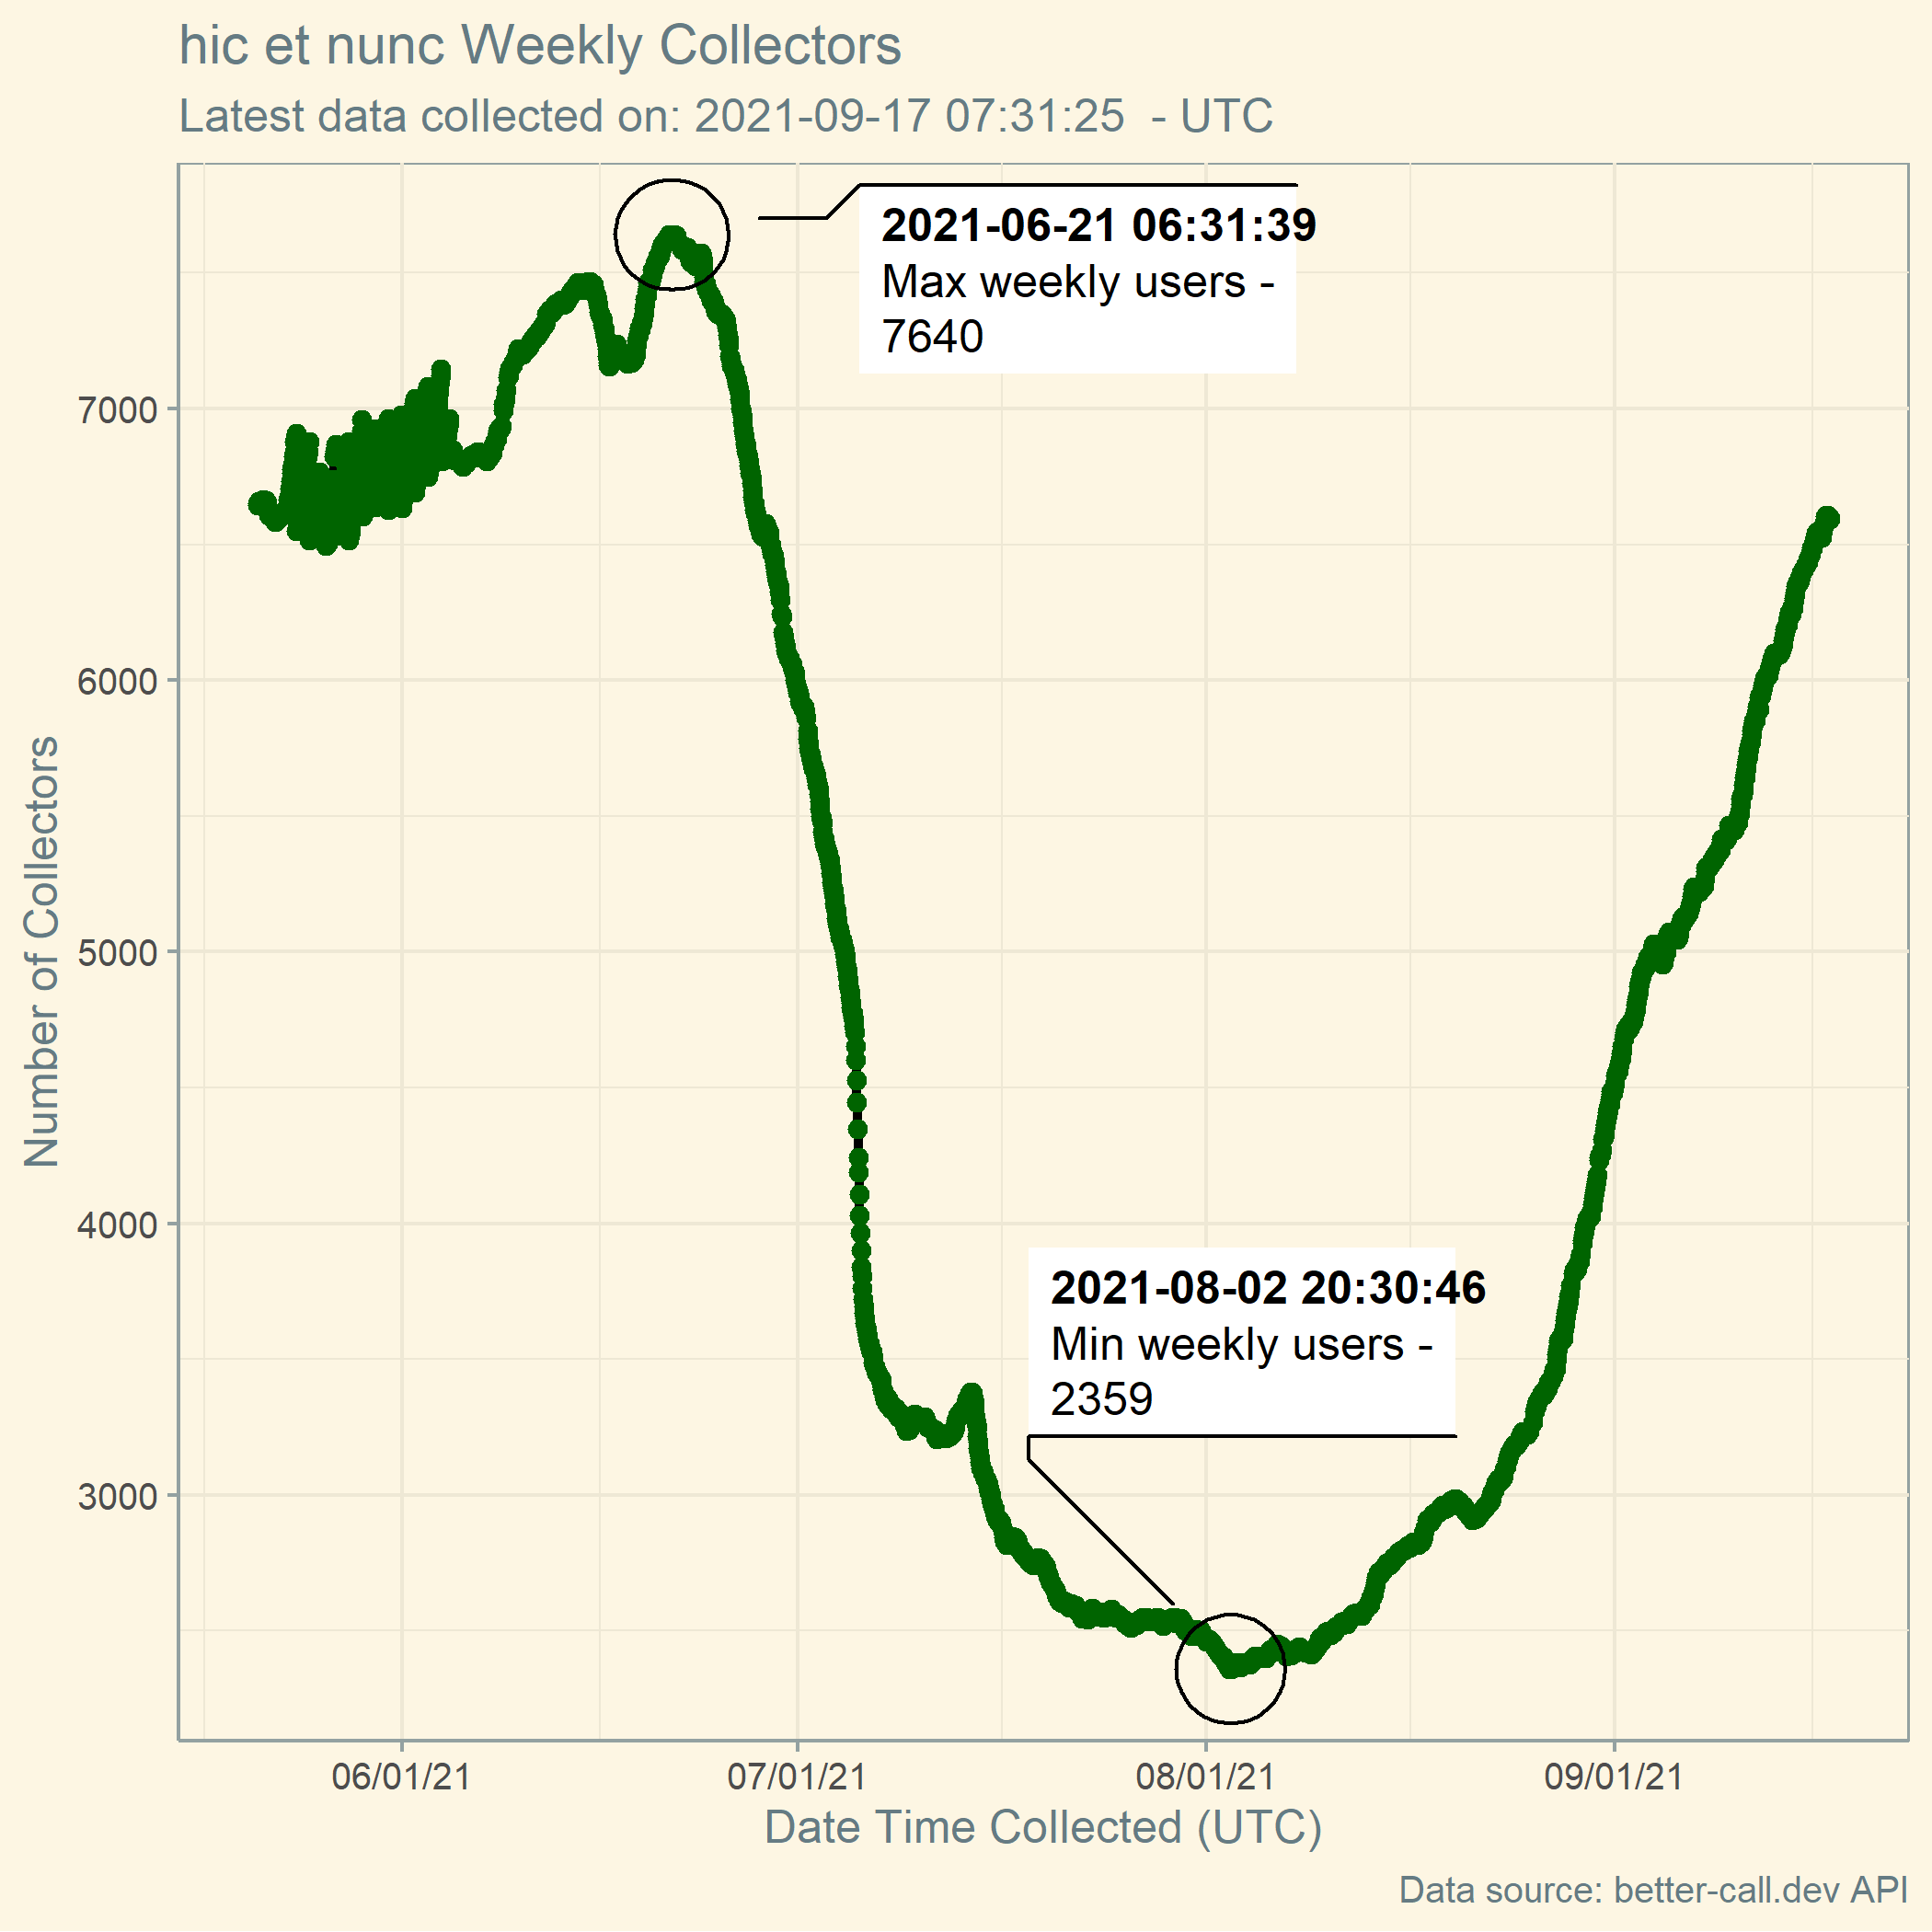 hic et nunc Weekly Collectors
Latest data collected on: 2021-09-17 07:31:25  - UTC
2021-06-21 06:31:39
Max weekly users -
7640
7000
6000
5000
4000
3000
Number of Collectors
2021-08-02 20:30:46
Min weekly users -
2359
06/01/21
07/01/21
08/01/21
09/01/21
Date Time Collected (UTC)
Data source: better-call.dev API